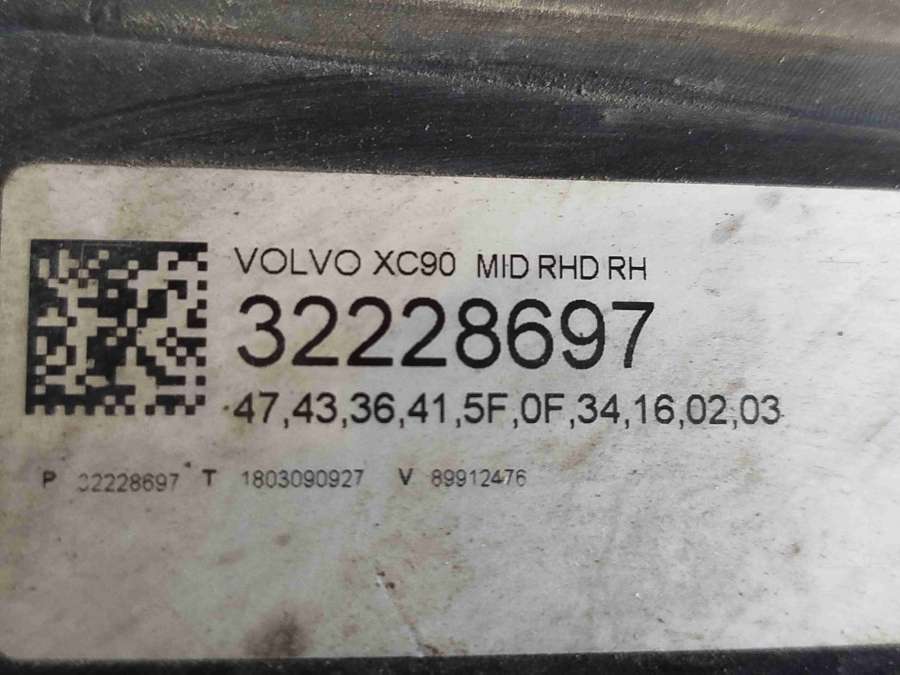 VOLVO XC90 MID RHD RH
32228697
47,43,36,41,5F,0F,34,16,02,03
P 32228697 T 1803090927 V 89912476